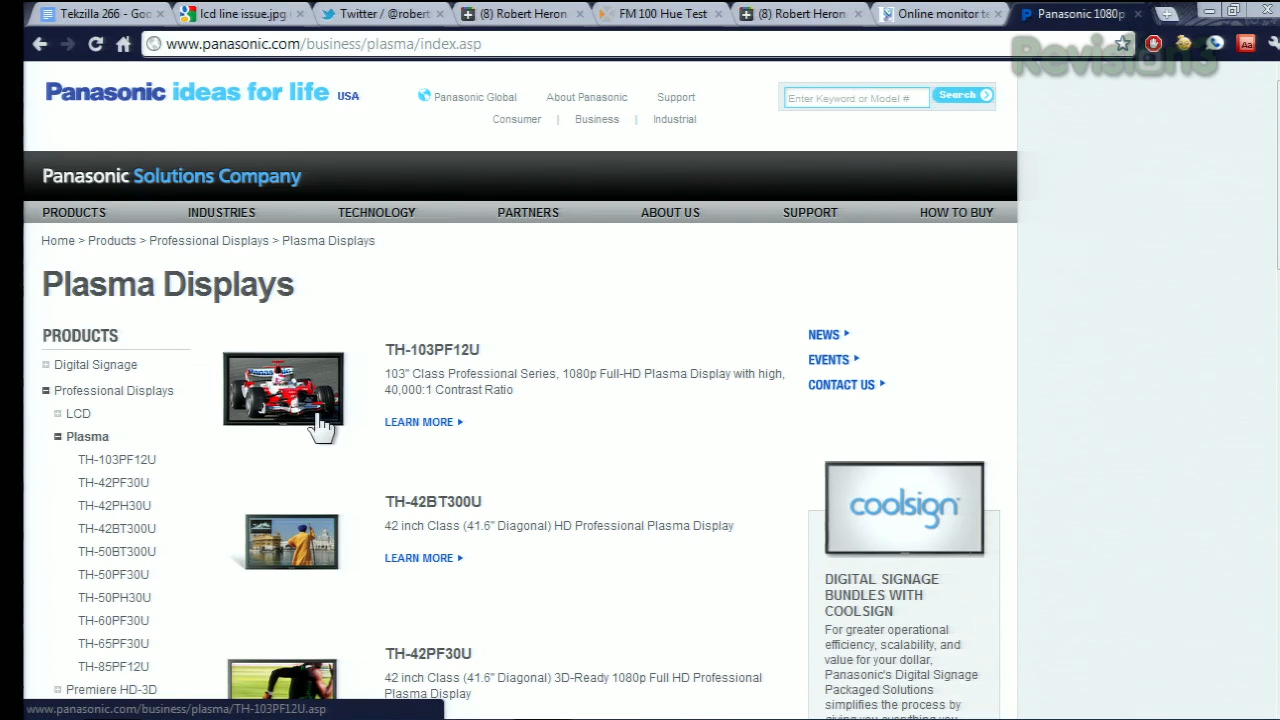 Tekzilla 266 - Goo
lcd line issue.jpg
Twitter / @robert
(8) Robert Heron
FM 100 Hue Test
(8) Robert Heron
Online monitor te
Panasonic 1080p
www.panasonic.com/business/plasma/index.asp
Aa
Revision3
Panasonic ideas for life USA
Panasonic Global
About Panasonic
Support
Consumer | Business | Industrial
Enter Keyword or Model #
Search
Panasonic Solutions Company
PRODUCTS
INDUSTRIES
TECHNOLOGY
PARTNERS
ABOUT US
SUPPORT
HOW TO BUY
Home > Products > Professional Displays > Plasma Displays
Plasma Displays
PRODUCTS
Digital Signage
Professional Displays
LCD
Plasma
TH-103PF12U
TH-42PF30U
TH-42PH30U
TH-42BT300U
TH-50BT300U
TH-50PF30U
TH-50PH30U
TH-60PF30U
TH-65PF30U
TH-85PF12U
Premiere HD-3D
TH-103PF12U
103" Class Professional Series, 1080p Full-HD Plasma Display with high,
40,000:1 Contrast Ratio
LEARN MORE
TH-42BT300U
42 inch Class (41.6" Diagonal) HD Professional Plasma Display
LEARN MORE
TH-42PF30U
42 inch Class (41.6" Diagonal) 3D-Ready 1080p Full HD Professional
Plasma Display
NEWS
EVENTS
CONTACT US
coolsign
DIGITAL SIGNAGE
BUNDLES WITH
COOLSIGN
For greater operational
efficiency, scalability, and
value for your dollar,
Panasonic's Digital Signage
Packaged Solutions
simplifies the process by
giving you everything you
www.panasonic.com/business/plasma/TH-103PF12U.asp